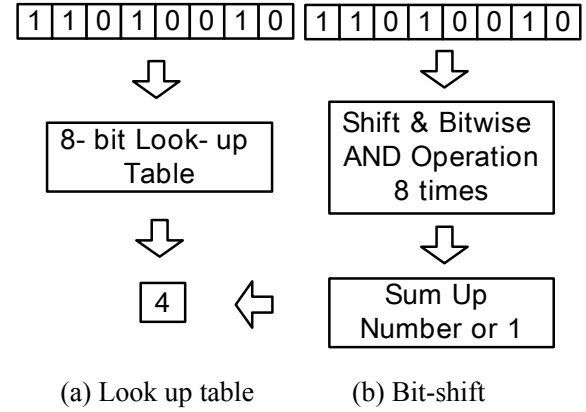 1 1 0 1 0 0 1 0
1 1 0 1 0 0 1 0
8- bit Look- up
Table
Shift & Bitwise
AND Operation
8 times
4
Sum Up
Number or 1
(a) Look up table
(b) Bit-shift